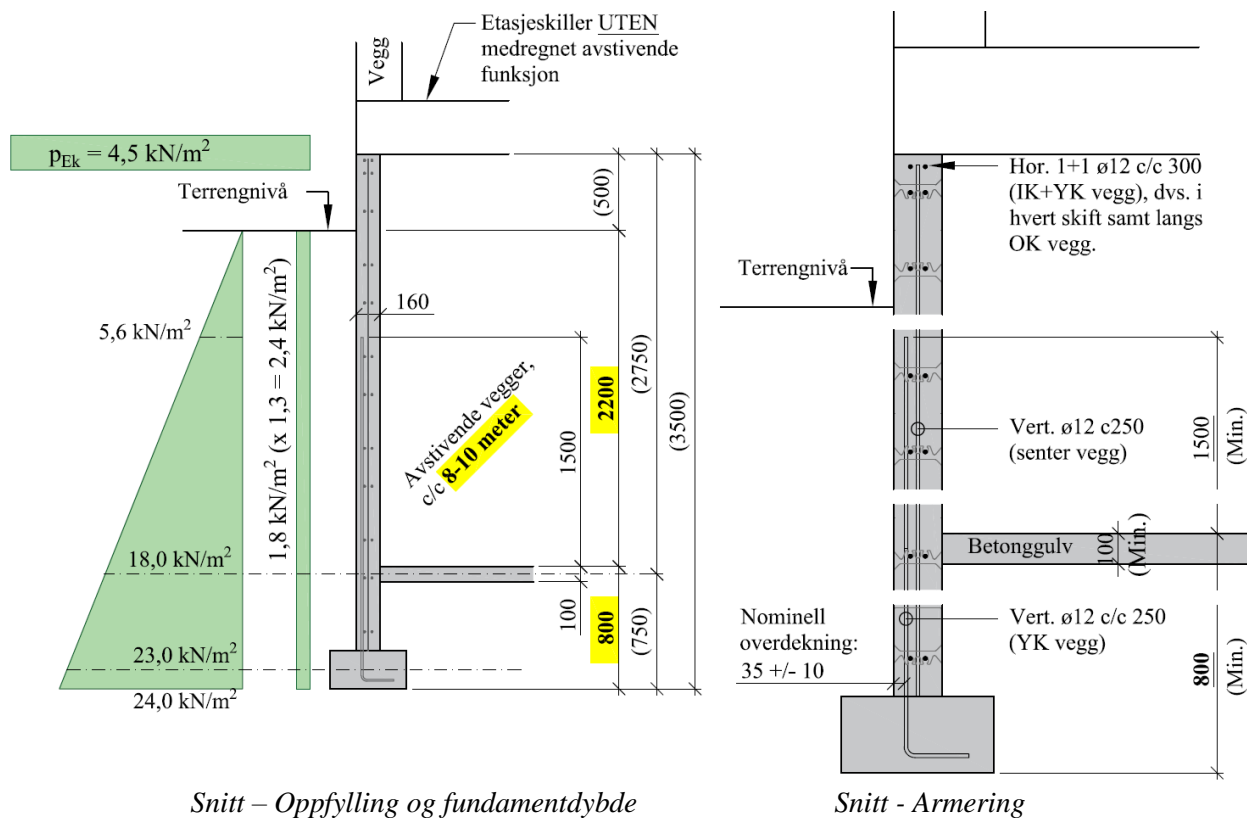 Etasjeskiller UTEN
medregnet avstivende
funksjon
Vegg
p_Ek = 4,5 kN/m²
Terrengnivå
(500)
5,6 kN/m²
1,8 kN/m² (x 1,3 = 2,4 kN/m²)
160
Avstivende vegger,
c/c 8-10 meter
1500
2200
(2750)
(3500)
18,0 kN/m²
100
800
(750)
23,0 kN/m²
24,0 kN/m²
Snitt – Oppfylling og fundamentdybde
Hor. 1+1 ø12 c/c 300
(IK+YK vegg), dvs. i
hvert skift samt langs
OK vegg.
Terrengnivå
Vert. ø12 c250
(senter vegg)
1500
(Min.)
Betonggulv
100
(Min.)
Nominell
overdekning:
35 +/- 10
Vert. ø12 c/c 250
(YK vegg)
800
(Min.)
Snitt - Armering